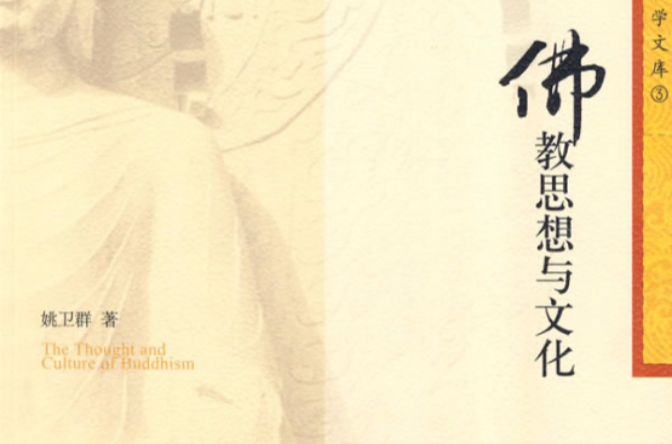 学文库③
佛教思想与文化
姚卫群 著
The Thought and
Culture of Buddhism